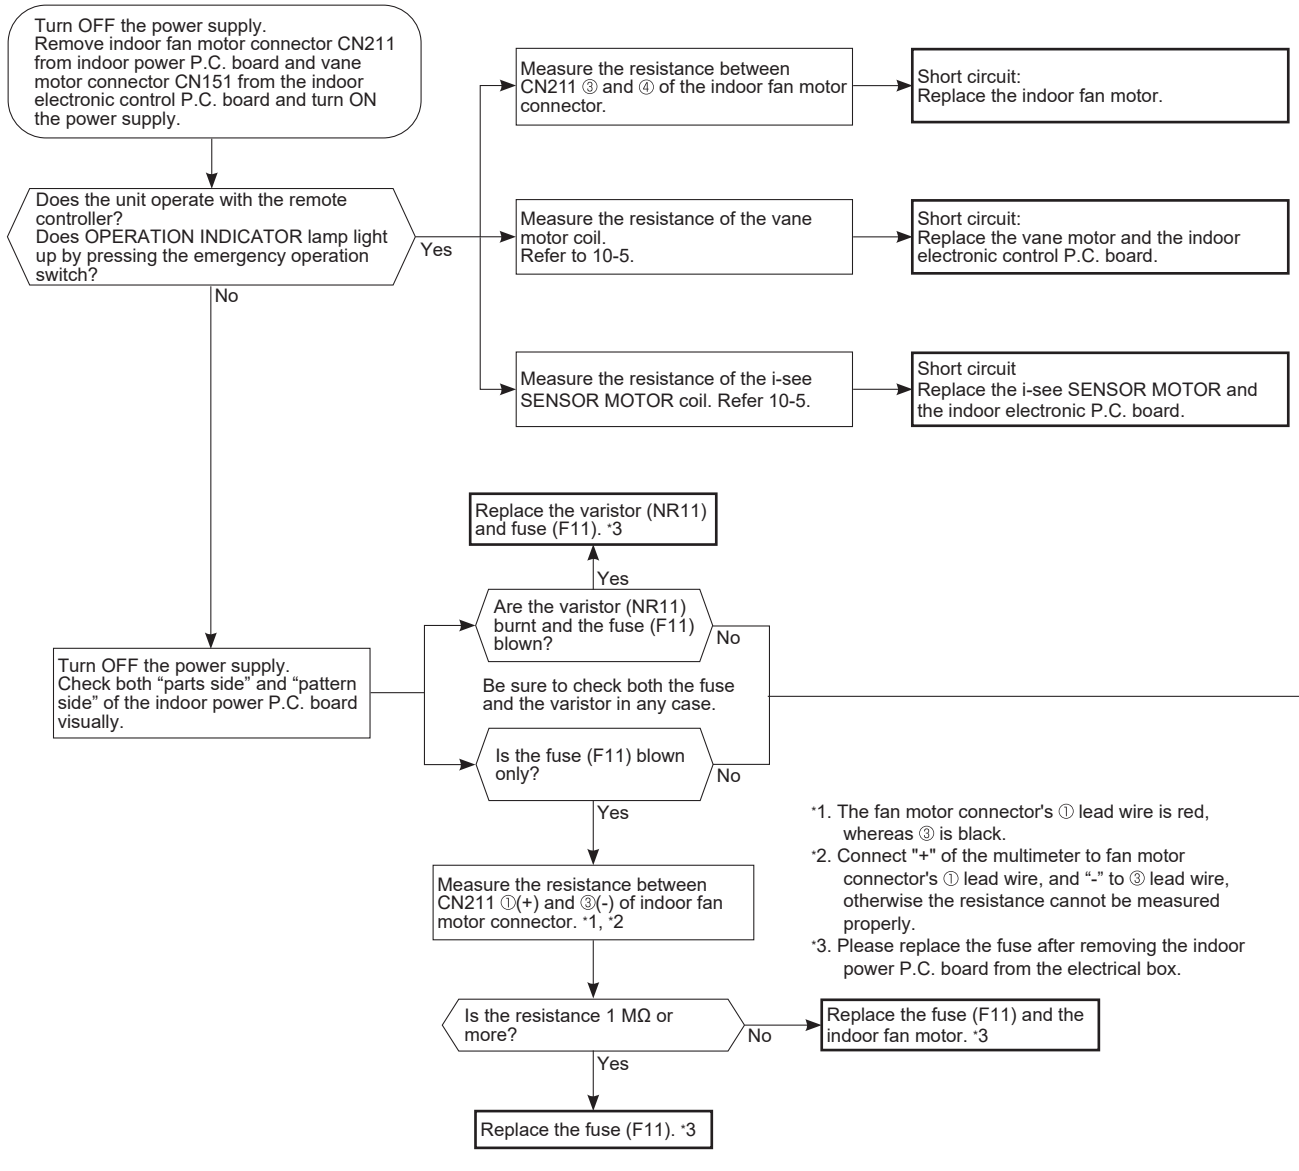 Turn OFF the power supply.
Remove indoor fan motor connector CN211
from indoor power P.C. board and vane
motor connector CN151 from the indoor
electronic control P.C. board and turn ON
the power supply.
Does the unit operate with the remote
controller?
Does OPERATION INDICATOR lamp light
up by pressing the emergency operation
switch?
Yes
No
Measure the resistance between
CN211 ③ and ④ of the indoor fan motor
connector.
Short circuit:
Replace the indoor fan motor.
Measure the resistance of the vane
motor coil.
Refer to 10-5.
Short circuit:
Replace the vane motor and the indoor
electronic control P.C. board.
Measure the resistance of the i-see
SENSOR MOTOR coil. Refer 10-5.
Short circuit
Replace the i-see SENSOR MOTOR and
the indoor electronic P.C. board.
Turn OFF the power supply.
Check both “parts side” and “pattern
side” of the indoor power P.C. board
visually.
Replace the varistor (NR11)
and fuse (F11). *3
Yes
Are the varistor (NR11)
burnt and the fuse (F11)
blown?
No
Be sure to check both the fuse
and the varistor in any case.
Is the fuse (F11) blown
only?
No
Yes
Measure the resistance between
CN211 ①(+) and ③(-) of indoor fan
motor connector. *1, *2
Is the resistance 1 MΩ or
more?
No
Replace the fuse (F11) and the
indoor fan motor. *3
Yes
Replace the fuse (F11). *3
*1. The fan motor connector's ① lead wire is red,
whereas ③ is black.
*2. Connect "+" of the multimeter to fan motor
connector's ① lead wire, and “-” to ③ lead wire,
otherwise the resistance cannot be measured
properly.
*3. Please replace the fuse after removing the indoor
power P.C. board from the electrical box.